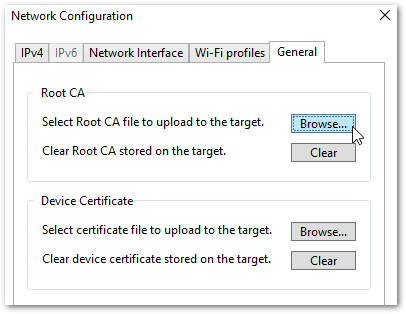 Network Configuration
IPv4 IPv6 Network Interface Wi-Fi profiles General
Root CA
Select Root CA file to upload to the target. Browse...
Clear Root CA stored on the target. Clear
Device Certificate
Select certificate file to upload to the target. Browse...
Clear device certificate stored on the target. Clear